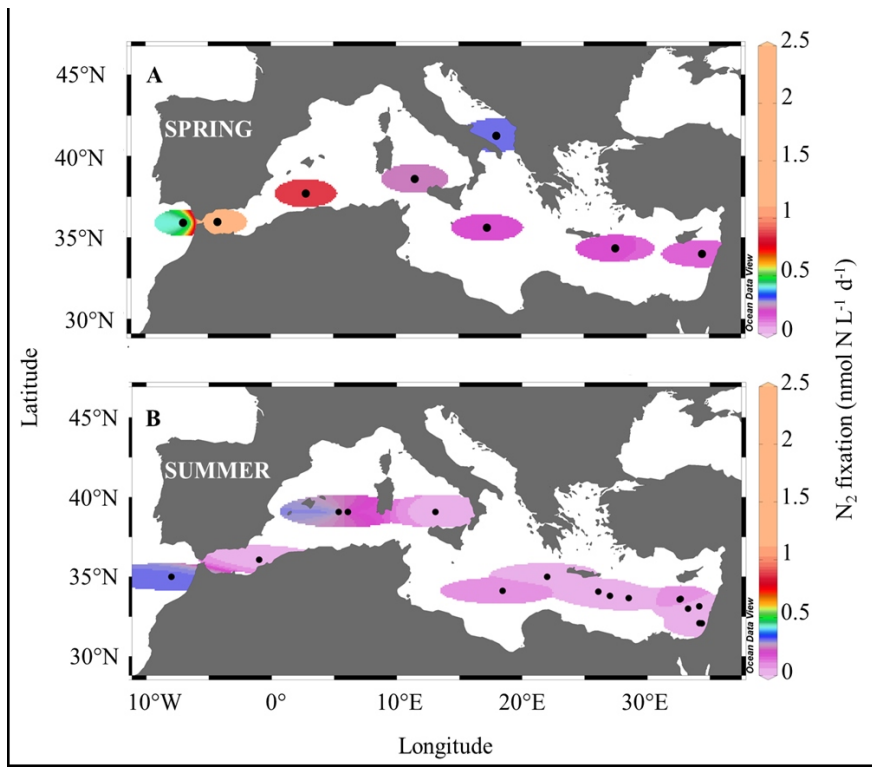 A
SPRING
45°N
40°N
35°N
30°N
2.5
2
1.5
1
0.5
0
Ocean Data View
B
SUMMER
45°N
40°N
35°N
30°N
2.5
2
1.5
1
0.5
0
Ocean Data View
10°W 0° 10°E 20°E 30°E
Longitude
Latitude
N₂ fixation (nmol N L⁻¹ d⁻¹)